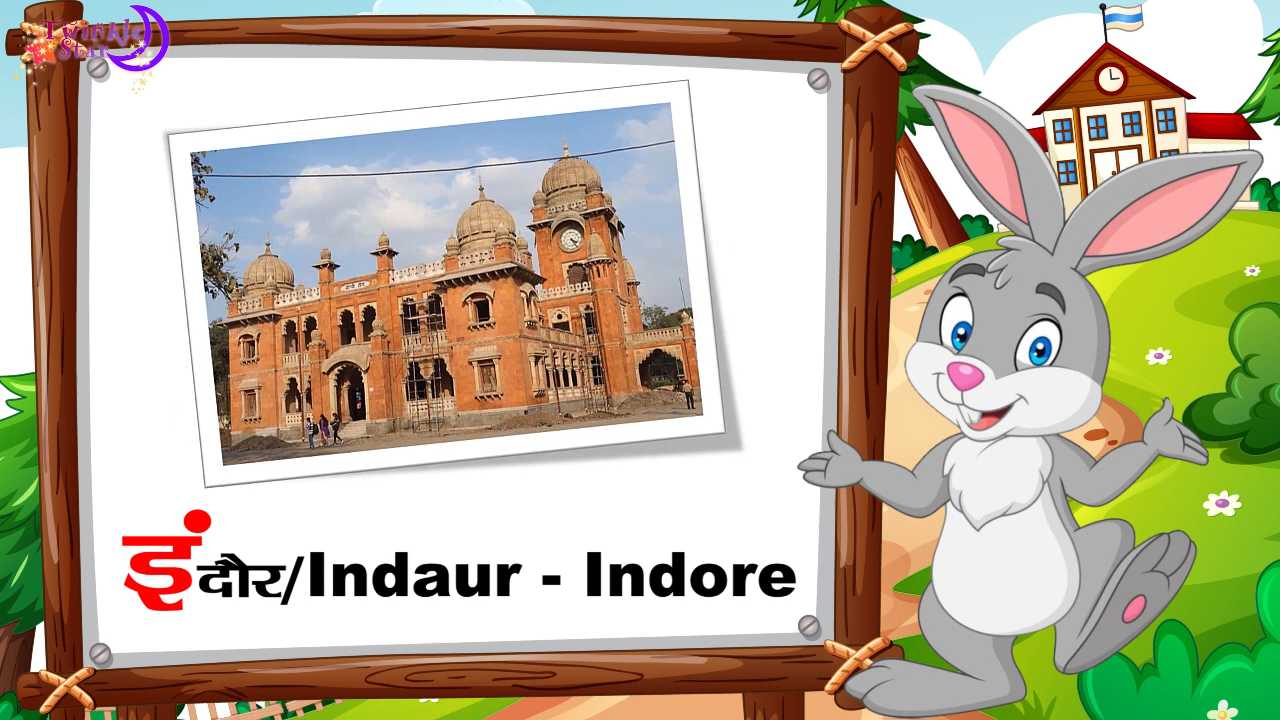 Twinkle
Star
इंदौर/Indaur - Indore